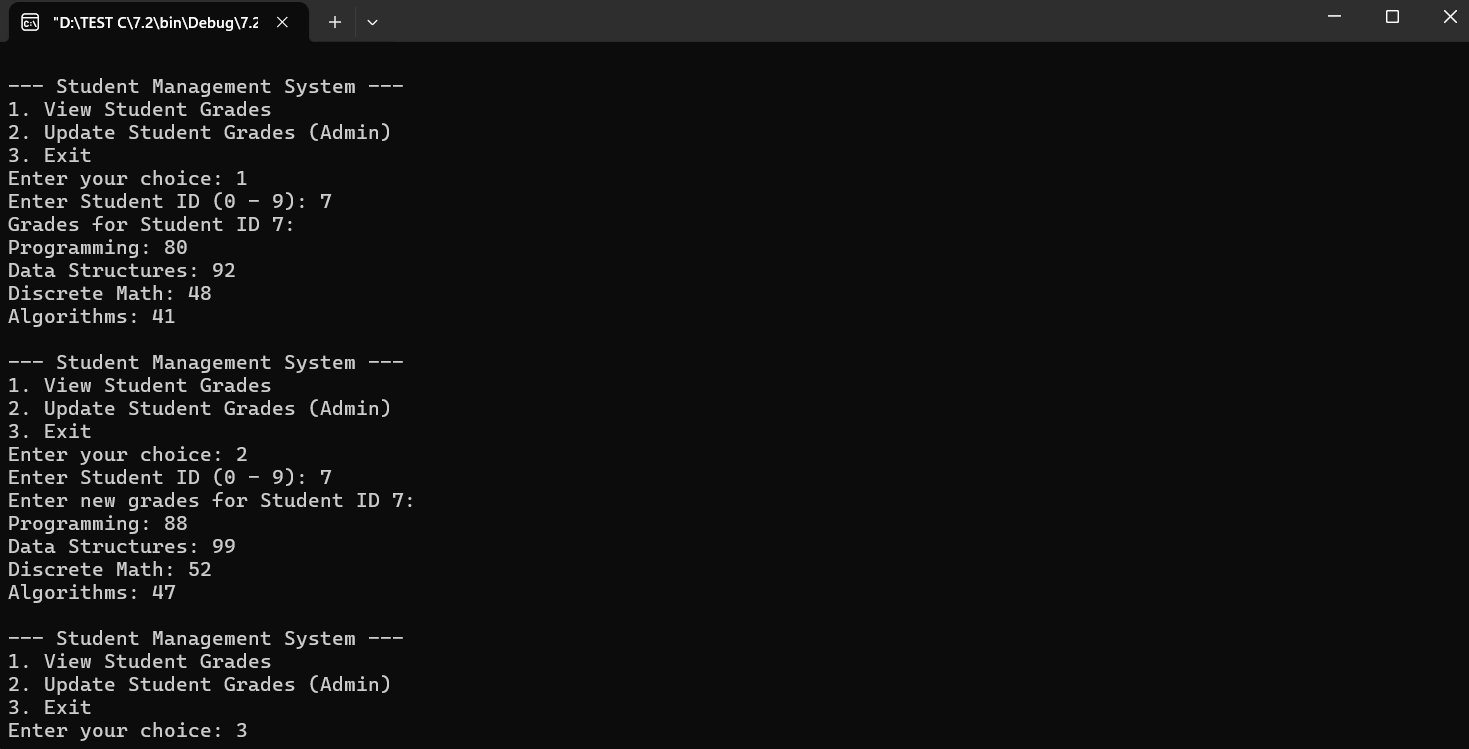 "D:\TEST C\7.2\bin\Debug\7.2
--- Student Management System ---
1. View Student Grades
2. Update Student Grades (Admin)
3. Exit
Enter your choice: 1
Enter Student ID (0 - 9): 7
Grades for Student ID 7:
Programming: 80
Data Structures: 92
Discrete Math: 48
Algorithms: 41
--- Student Management System ---
1. View Student Grades
2. Update Student Grades (Admin)
3. Exit
Enter your choice: 2
Enter Student ID (0 - 9): 7
Enter new grades for Student ID 7:
Programming: 88
Data Structures: 99
Discrete Math: 52
Algorithms: 47
--- Student Management System ---
1. View Student Grades
2. Update Student Grades (Admin)
3. Exit
Enter your choice: 3